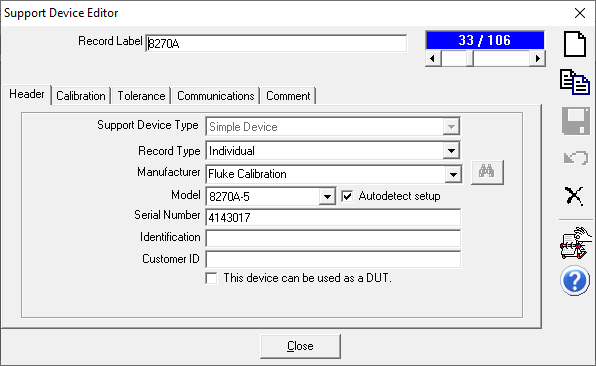 Support Device Editor
Record Label 8270A
33 / 106
Header Calibration Tolerance Communications Comment
Support Device Type Simple Device
Record Type Individual
Manufacturer Fluke Calibration
Model 8270A-5 Autodetect setup
Serial Number 4143017
Identification
Customer ID
This device can be used as a DUT.
Close